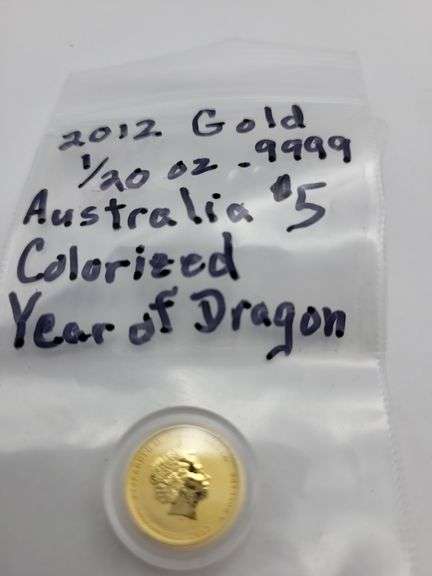 2012 Gold
1/20 oz .9999
Australia $5
Colorized
Year of Dragon